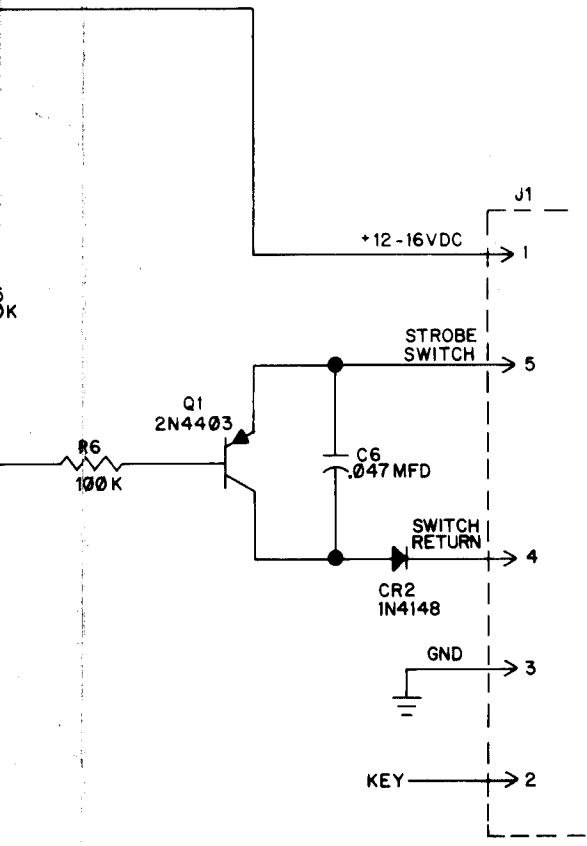 J1
+12-16VDC
1
STROBE
SWITCH
5
Q1
2N4403
R6
100K
C6
.047 MFD
SWITCH
RETURN
4
CR2
1N4148
GND
3
KEY
2